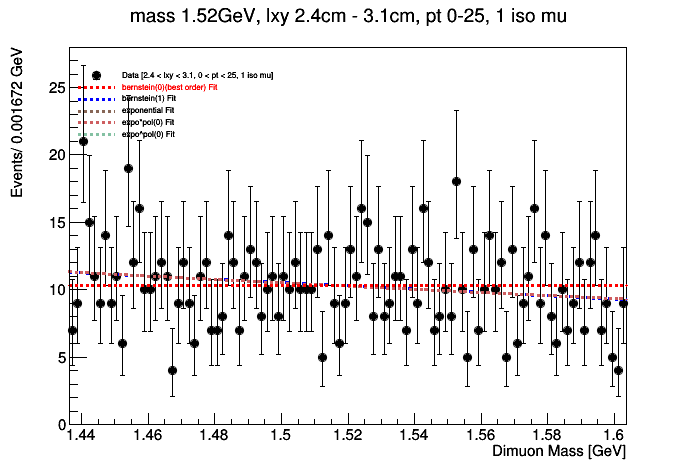 mass 1.52GeV, lxy 2.4cm - 3.1cm, pt 0-25, 1 iso mu
Events/ 0.001672 GeV
Data [2.4 < lxy < 3.1, 0 < pt < 25, 1 iso mu]
bernstein(0)(best order) Fit
bernstein(1) Fit
exponential Fit
expo*pol(0) Fit
expo*pol(0) Fit
25
20
15
10
5
0
1.44 1.46 1.48 1.5 1.52 1.54 1.56 1.58 1.6
Dimuon Mass [GeV]